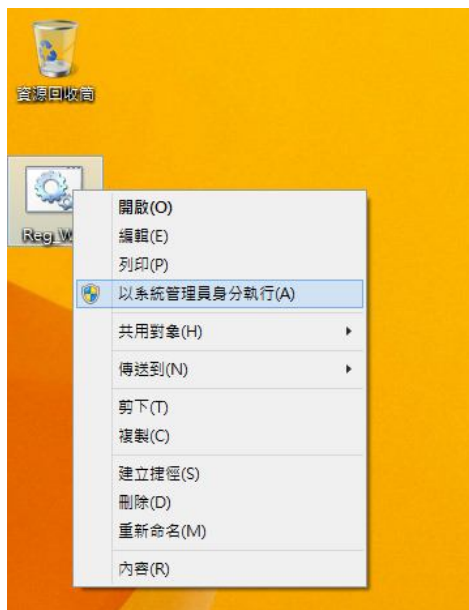 資源回收筒
Reg_W
開啟(O)
編輯(E)
列印(P)
以系統管理員身分執行(A)
共用對象(H)
傳送到(N)
剪下(T)
複製(C)
建立捷徑(S)
刪除(D)
重新命名(M)
內容(R)